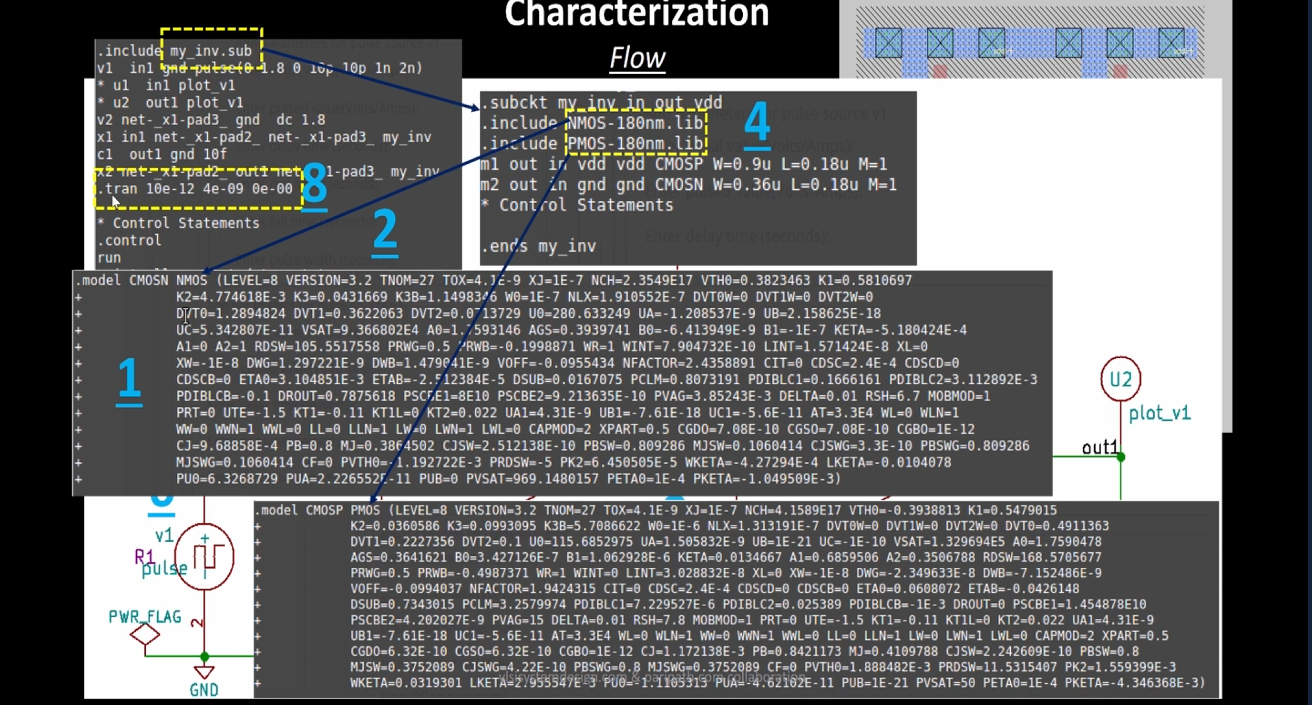 Characterization
Flow
.include my_inv.sub
v1 in1 gnd pulse(0 1.8 0 10p 10p 1n 2n)
* u1 in1 plot_v1
* u2 out1 plot_v1
v2 net-_x1-pad3_ gnd dc 1.8
x1 in1 net-_x1-pad2_ net-_x1-pad3_ my_inv
c1 out1 gnd 10f
x2 net-_x1-pad2_ out1 net-_x1-pad3_ my_inv
.tran 10e-12 4e-09 0e-00
8
* Control Statements
.control
run
2
.subckt my_inv in out vdd
.include NMOS-180nm.lib
.include PMOS-180nm.lib
m1 out in vdd vdd CMOSP W=0.9u L=0.18u M=1
m2 out in gnd gnd CMOSN W=0.36u L=0.18u M=1
* Control Statements
.ends my_inv
4
pulse source v1
Enter delay time (seconds):
.model CMOSN NMOS (LEVEL=8 VERSION=3.2 TNOM=27 TOX=4.1E-9 XJ=1E-7 NCH=2.3549E17 VTH0=0.3823463 K1=0.5810697
+ K2=4.774618E-3 K3=0.0431669 K3B=1.1498346 W0=1E-7 NLX=1.910552E-7 DVT0W=0 DVT1W=0 DVT2W=0
+ DVT0=1.2894824 DVT1=0.3622063 DVT2=0.0713729 U0=280.633249 UA=-1.208537E-9 UB=2.158625E-18
+ UC=5.342807E-11 VSAT=9.366802E4 A0=1.7593146 AGS=0.3939741 B0=-6.413949E-9 B1=-1E-7 KETA=-5.180424E-4
+ A1=0 A2=1 RDSW=105.5517558 PRWG=0.5 PRWB=-0.1998871 WR=1 WINT=7.904732E-10 LINT=1.571424E-8 XL=0
+ XW=-1E-8 DWG=1.297221E-9 DWB=1.479041E-9 VOFF=-0.0955434 NFACTOR=2.4358891 CIT=0 CDSC=2.4E-4 CDSCD=0
+ CDSCB=0 ETA0=3.104851E-3 ETAB=-2.512384E-5 DSUB=0.0167075 PCLM=0.8073191 PDIBLC1=0.1666161 PDIBLC2=3.112892E-3
+ PDIBLCB=-0.1 DROUT=0.7875618 PSCBE1=8E10 PSCBE2=9.213635E-10 PVAG=3.85243E-3 DELTA=0.01 RSH=6.7 MOBMOD=1
+ PRT=0 UTE=-1.5 KT1=-0.11 KT1L=0 KT2=0.022 UA1=4.31E-9 UB1=-7.61E-18 UC1=-5.6E-11 AT=3.3E4 WL=0 WLN=1
+ WW=0 WWN=1 WWL=0 LL=0 LLN=1 LW=0 LWN=1 LWL=0 CAPMOD=2 XPART=0.5 CGDO=7.08E-10 CGSO=7.08E-10 CGBO=1E-12
+ CJ=9.68858E-4 PB=0.8 MJ=0.3864502 CJSW=2.512138E-10 PBSW=0.809286 MJSW=0.1060414 CJSWG=3.3E-10 PBSWG=0.809286
+ MJSWG=0.1060414 CF=0 PVTH0=-1.192722E-3 PRDSW=-5 PK2=6.450505E-5 WKETA=-4.27294E-4 LKETA=-0.0104078
+ PU0=6.3268729 PUA=2.226552E-11 PUB=0 PVSAT=969.1480157 PETA0=1E-4 PKETA=-1.049509E-3)
1
U2
plot_v1
out1
.model CMOSP PMOS (LEVEL=8 VERSION=3.2 TNOM=27 TOX=4.1E-9 XJ=1E-7 NCH=4.1589E17 VTH0=-0.3938813 K1=0.5479015
+ K2=0.0360586 K3=0.0993095 K3B=5.7086622 W0=1E-6 NLX=1.313191E-7 DVT0W=0 DVT1W=0 DVT2W=0 DVT0=0.4911363
+ DVT1=0.2227356 DVT2=0.1 U0=115.6852975 UA=1.505832E-9 UB=1E-21 UC=-1E-10 VSAT=1.329694E5 A0=1.7590478
+ AGS=0.3641621 B0=3.427126E-7 B1=1.062928E-6 KETA=0.0134667 A1=0.6859506 A2=0.3506788 RDSW=168.5705677
+ PRWG=0.5 PRWB=-0.4987371 WR=1 WINT=0 LINT=3.028832E-8 XL=0 XW=-1E-8 DWG=-2.349633E-8 DWB=-7.152486E-9
+ VOFF=-0.0994037 NFACTOR=1.9424315 CIT=0 CDSC=2.4E-4 CDSCD=0 CDSCB=0 ETA0=0.0608072 ETAB=-0.0426148
+ DSUB=0.7343015 PCLM=3.2579974 PDIBLC1=7.229527E-6 PDIBLC2=0.025389 PDIBLCB=-1E-3 DROUT=0 PSCBE1=1.454878E10
+ PSCBE2=4.202027E-9 PVAG=15 DELTA=0.01 RSH=7.8 MOBMOD=1 PRT=0 UTE=-1.5 KT1=-0.11 KT1L=0 KT2=0.022 UA1=4.31E-9
+ UB1=-7.61E-18 UC1=-5.6E-11 AT=3.3E4 WL=0 WLN=1 WW=0 WWN=1 WWL=0 LL=0 LLN=1 LW=0 LWN=1 LWL=0 CAPMOD=2 XPART=0.5
+ CGDO=6.32E-10 CGSO=6.32E-10 CGBO=1E-12 CJ=1.172138E-3 PB=0.8421173 MJ=0.4109788 CJSW=2.242609E-10 PBSW=0.8
+ MJSW=0.3752089 CJSWG=4.22E-10 PBSWG=0.8 MJSWG=0.3752089 CF=0 PVTH0=1.888482E-3 PRDSW=11.5315407 PK2=1.559399E-3
+ WKETA=0.0319301 LKETA=2.955547E-3 PU0=-1.1105313 PUA=-4.62102E-11 PUB=1E-21 PVSAT=50 PETA0=1E-4 PKETA=-4.346368E-3)
v1
R1
pulse
PWR_FLAG
2
GND
vlsisystemdesign.com & paripath.com collaboration